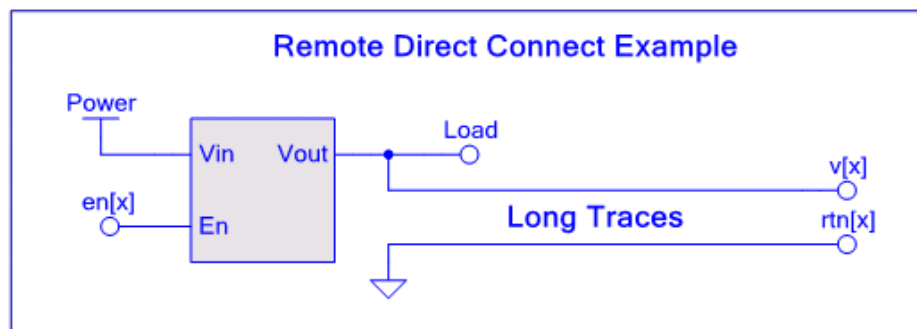 Remote Direct Connect Example
Power
Vin
Vout
Load
v[x]
en[x]
En
Long Traces
rtn[x]